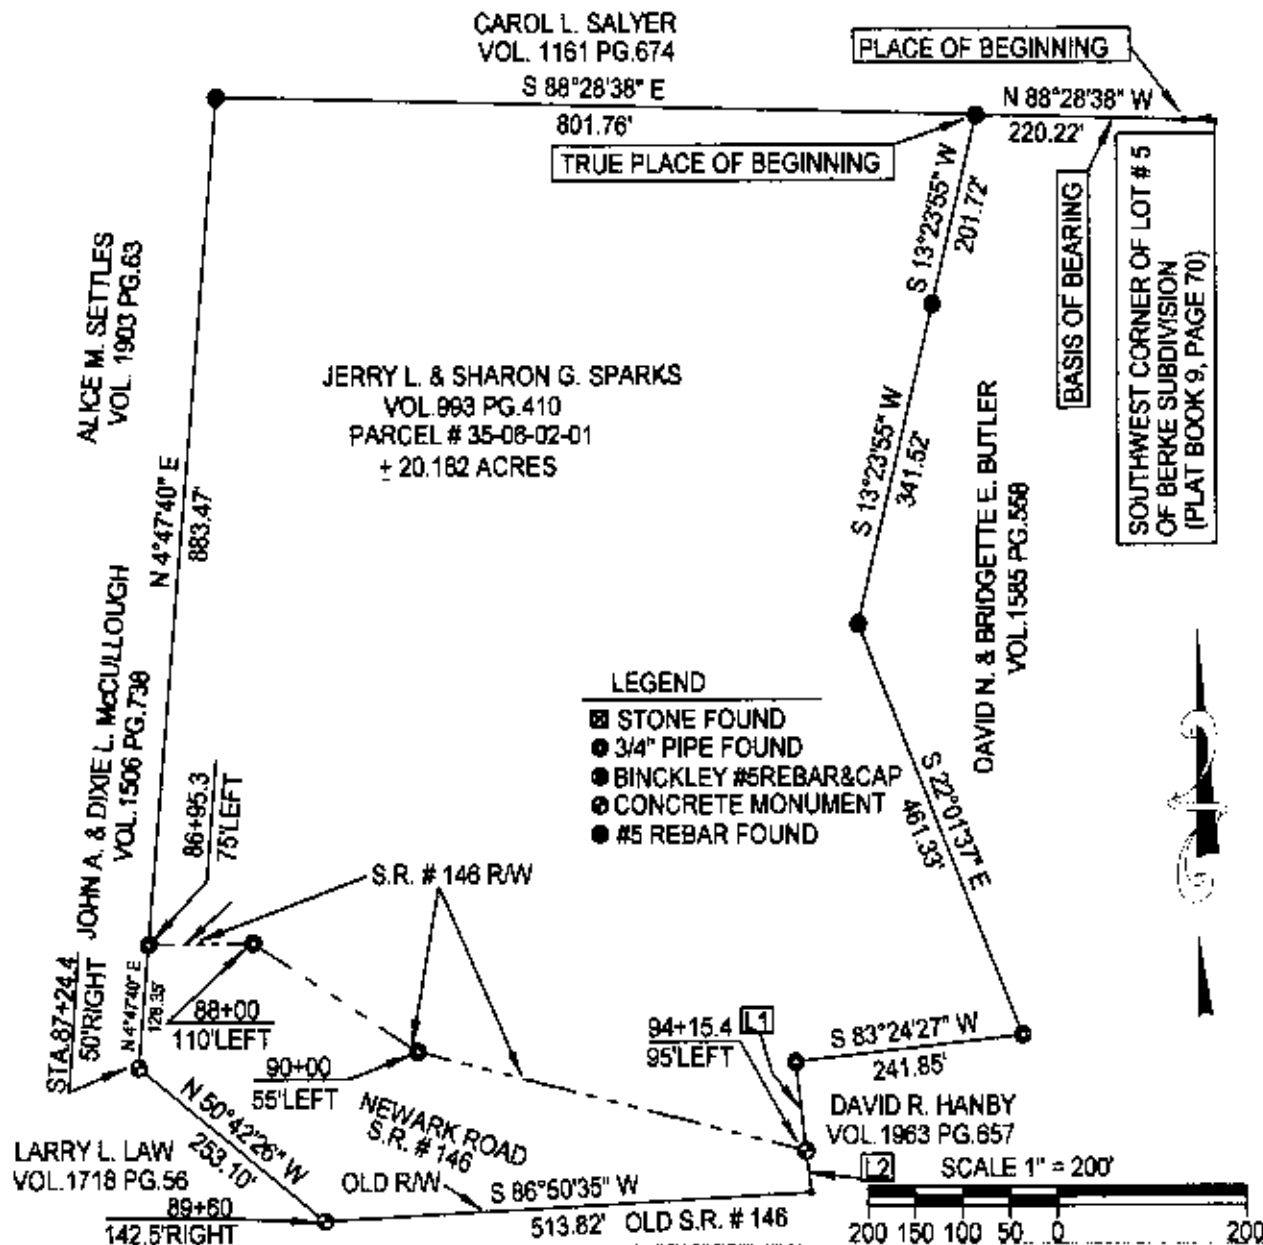 CAROL L. SALYER
VOL. 1161 PG.674
S 88°28'38" E
801.76'
PLACE OF BEGINNING
N 88°28'38" W
220.22'
TRUE PLACE OF BEGINNING
BASIS OF BEARING
SOUTHWEST CORNER OF LOT # 5
OF BERKE SUBDIVISION
(PLAT BOOK 9, PAGE 70)
S 13°23'55" W
201.72'
ALICE M. SETTLES
VOL. 1903 PG.63
JERRY L. & SHARON G. SPARKS
VOL.993 PG.410
PARCEL # 35-06-02-01
± 20.182 ACRES
S 13°23'55" W
341.52'
DAVID N. & BRIDGETTE E. BUTLER
VOL.1585 PG.558
N 4°47'40" E
883.47'
JOHN A. & DIXIE L. McCULLOUGH
VOL.1506 PG.738
LEGEND
STONE FOUND
3/4" PIPE FOUND
BINCKLEY #5REBAR&CAP
CONCRETE MONUMENT
#5 REBAR FOUND
S 22°01'37" E
461.33'
86+95.3
75'LEFT
S.R. # 146 R/W
STA.87+24.4
50'RIGHT
N 4°47'40" E
128.35'
88+00
110'LEFT
90+00
55'LEFT
94+15.4
95'LEFT
L1
S 83°24'27" W
241.85'
NEWARK ROAD
S.R. # 146
DAVID R. HANBY
VOL.1963 PG.657
N 50°42'26" W
253.10'
LARRY L. LAW
VOL.1718 PG.56
OLD R/W
S 86°50'35" W
513.82'
OLD S.R. # 146
L2
SCALE 1" = 200'
89+60
142.5'RIGHT
200 150 100 50 0 200